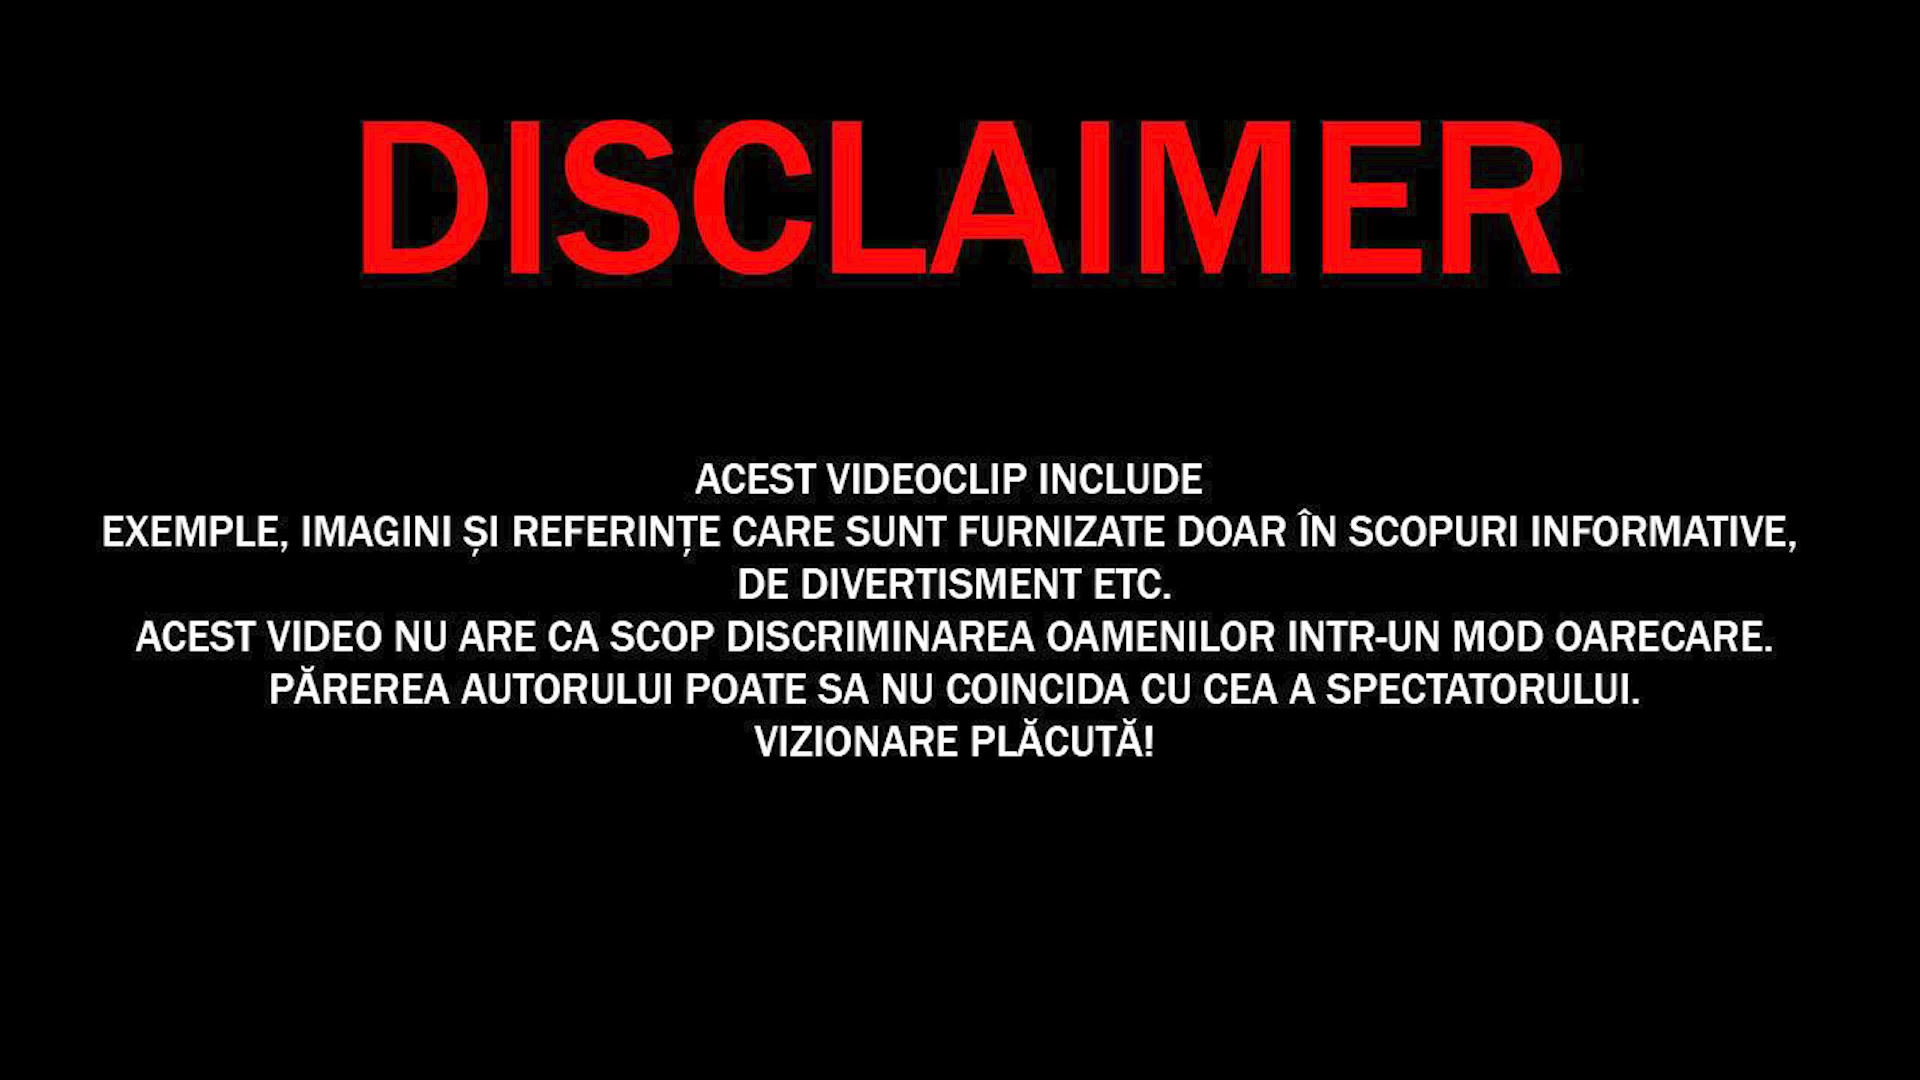 DISCLAIMER
ACEST VIDEOCLIP INCLUDE
EXEMPLE, IMAGINI ȘI REFERINȚE CARE SUNT FURNIZATE DOAR ÎN SCOPURI INFORMATIVE,
DE DIVERTISMENT ETC.
ACEST VIDEO NU ARE CA SCOP DISCRIMINAREA OAMENILOR INTR-UN MOD OARECARE.
PĂREREA AUTORULUI POATE SA NU COINCIDA CU CEA A SPECTATORULUI.
VIZIONARE PLĂCUTĂ!